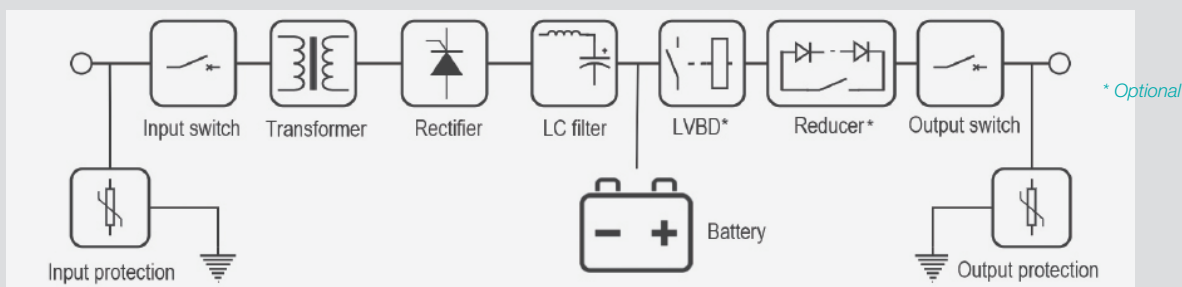 Input switch
Transformer
Rectifier
LC filter
LVBD*
Reducer*
Output switch
* Optional
Input protection
Battery
Output protection